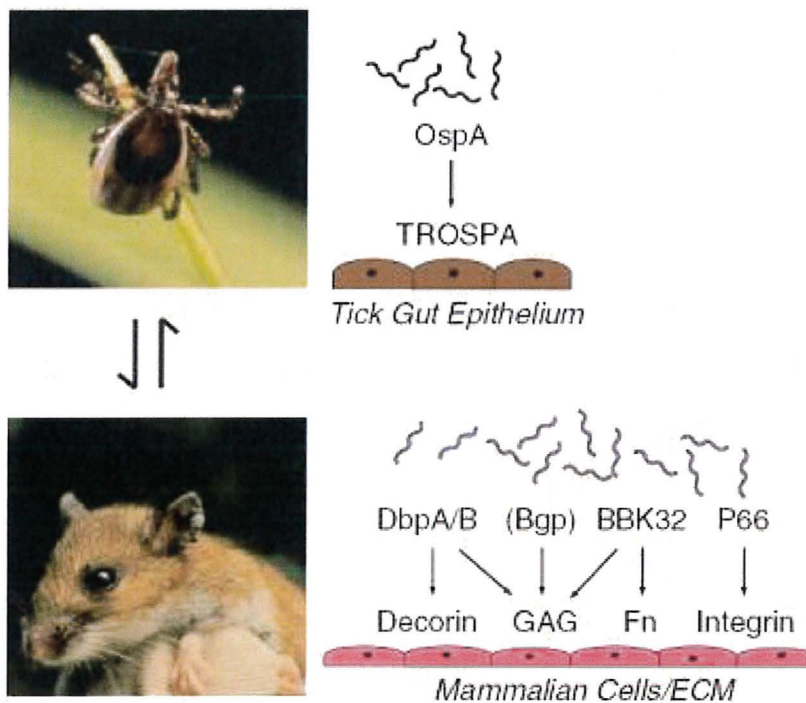 OspA
TROSPA
Tick Gut Epithelium
DbpA/B (Bgp) BBK32 P66
Decorin GAG Fn Integrin
Mammalian Cells/ECM